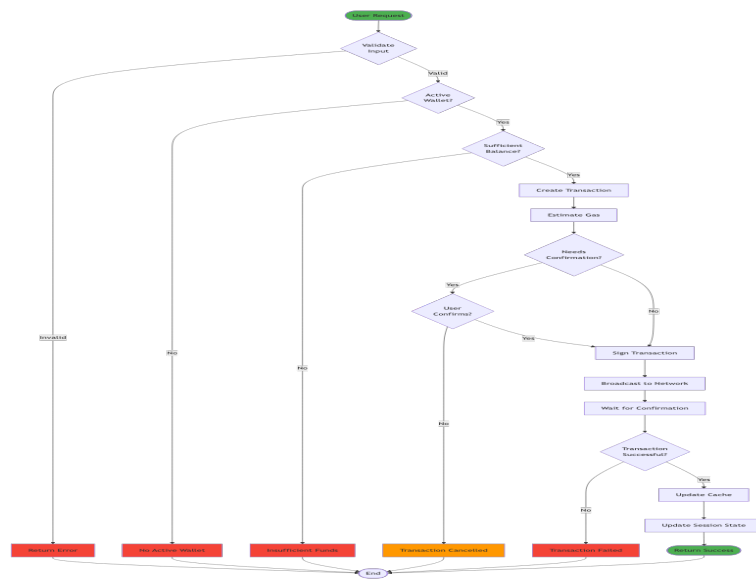 User Request
Validate
Input
Valid
Active
Wallet?
Yes
Sufficient
Balance?
Yes
Create Transaction
Estimate Gas
Needs
Confirmation?
Yes
User
Confirms?
No
Invalid
Yes
No
Sign Transaction
No
Broadcast to Network
Wait for Confirmation
No
Transaction
Successful?
Yes
Update Cache
No
Update Session State
Return Error
No Active Wallet
Insufficient Funds
Transaction Cancelled
Transaction Failed
Return Success
End